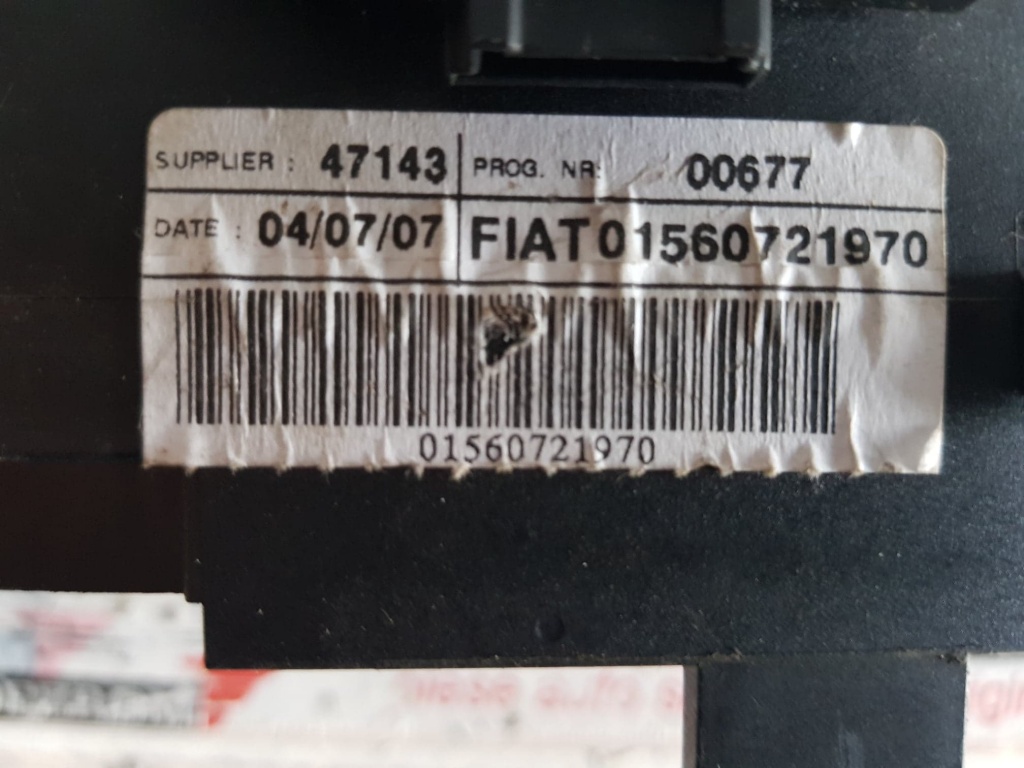 SUPPLIER : 47143 PROG. NR: 00677
DATE : 04/07/07 FIAT 01560721970
01560721970